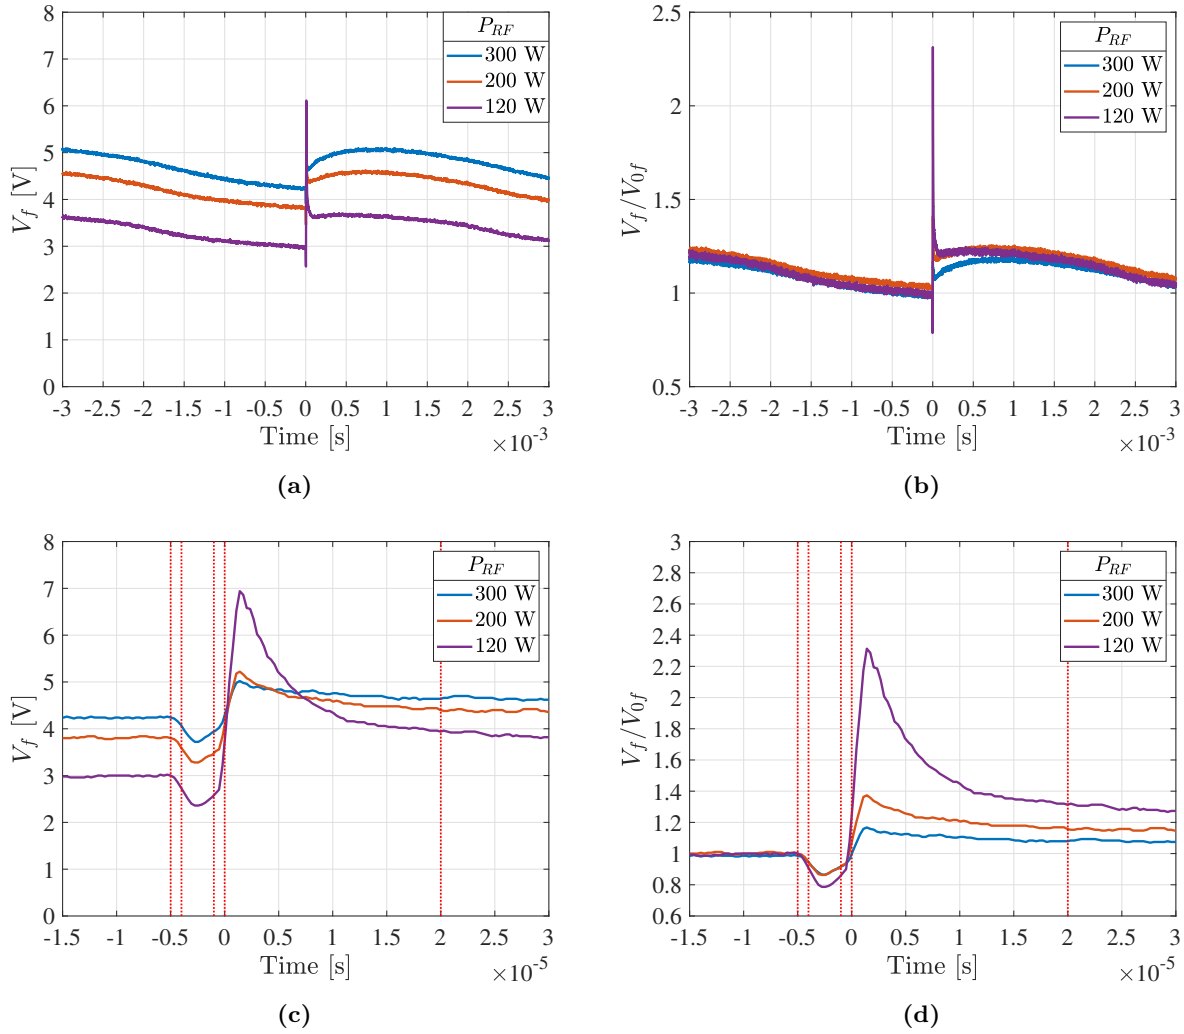 8
7
6
5
4
3
2
1
0
V_f [V]
-3 -2.5 -2 -1.5 -1 -0.5 0 0.5 1 1.5 2 2.5 3
Time [s]
×10^-3
P_RF
300 W
200 W
120 W
(a)
2.5
2
1.5
1
0.5
V_f/V_0f
-3 -2.5 -2 -1.5 -1 -0.5 0 0.5 1 1.5 2 2.5 3
Time [s]
×10^-3
P_RF
300 W
200 W
120 W
(b)
8
7
6
5
4
3
2
1
0
V_f [V]
-1.5 -1 -0.5 0 0.5 1 1.5 2 2.5 3
Time [s]
×10^-5
P_RF
300 W
200 W
120 W
(c)
3
2.8
2.6
2.4
2.2
2
1.8
1.6
1.4
1.2
1
0.8
0.6
V_f/V_0f
-1.5 -1 -0.5 0 0.5 1 1.5 2 2.5 3
Time [s]
×10^-5
P_RF
300 W
200 W
120 W
(d)